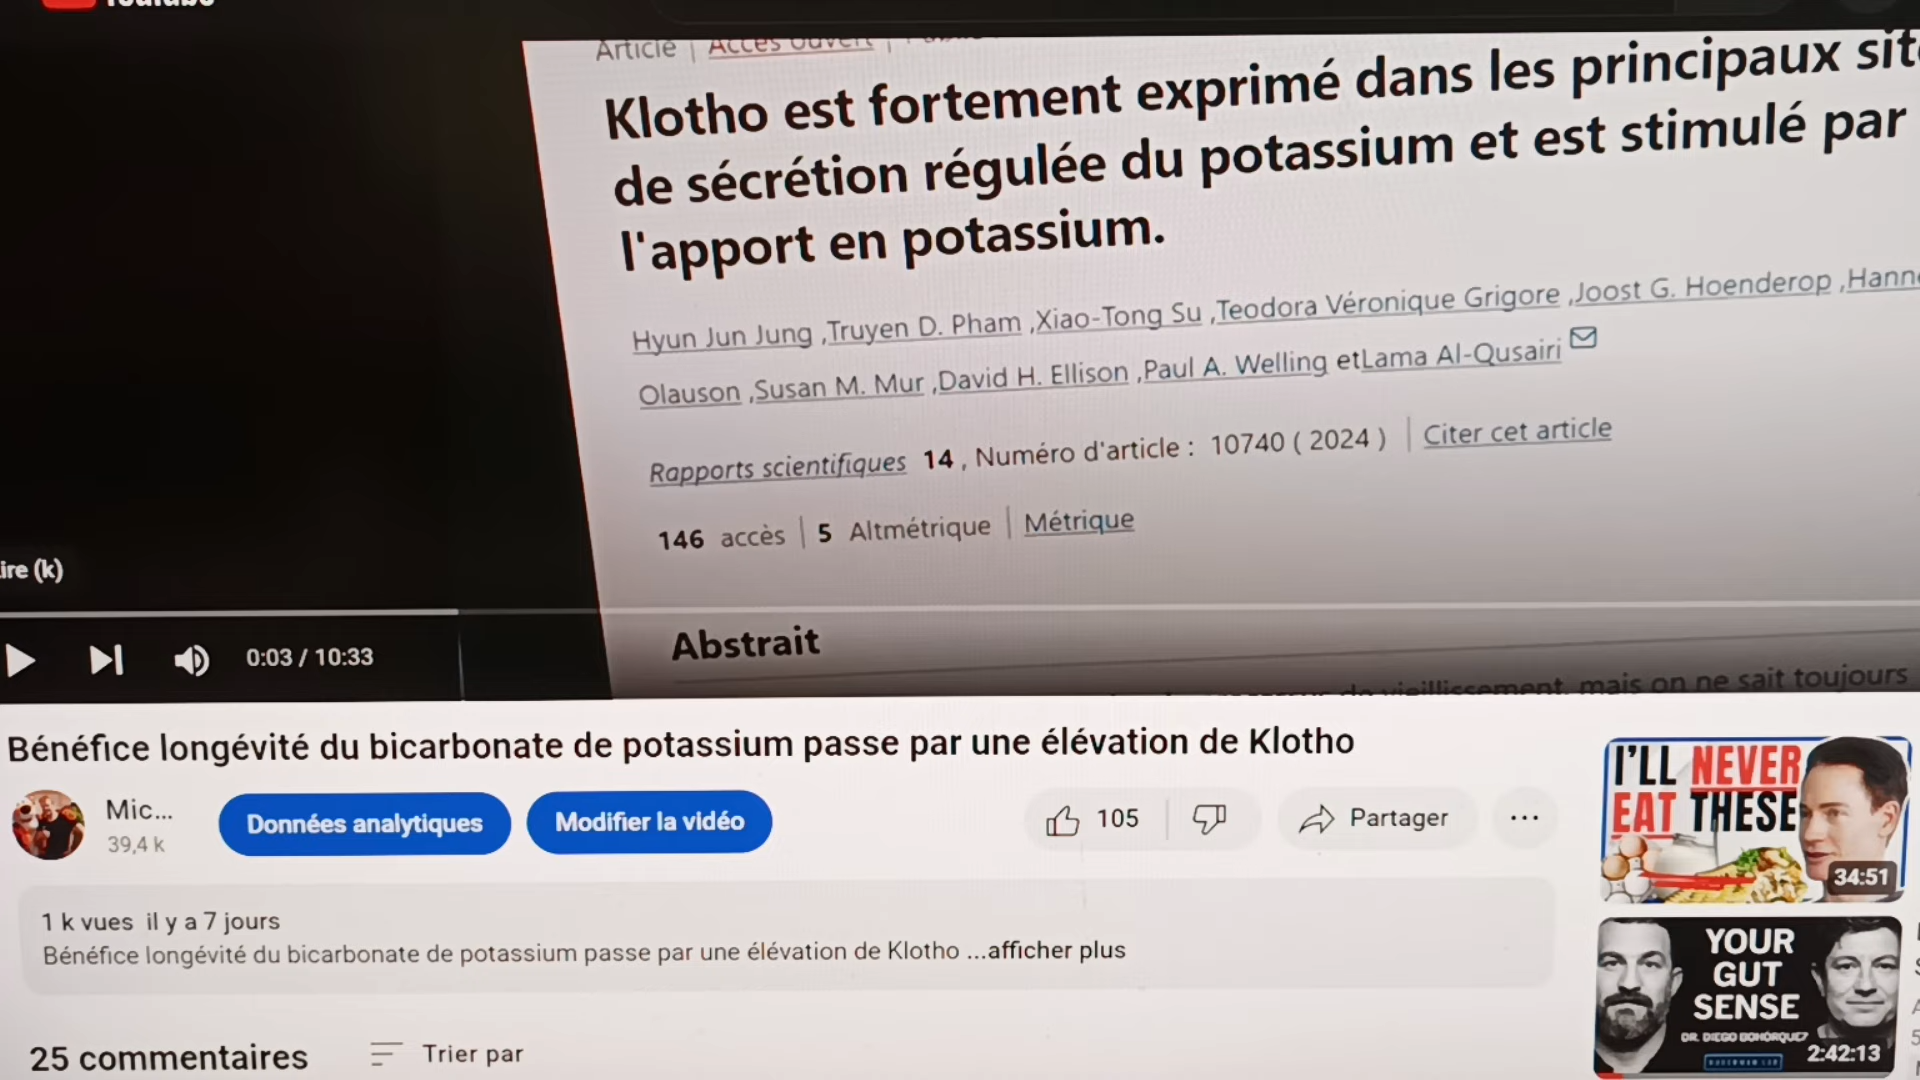 YouTube
Article | Accès ouvert |
Klotho est fortement exprimé dans les principaux
de sécrétion régulée du potassium et est stimulé par
l'apport en potassium.
Hyun Jun Jung ,Truyen D. Pham ,Xiao-Tong Su ,Teodora Véronique Grigore ,Joost G. Hoenderop ,
Olauson ,Susan M. Mur ,David H. Ellison ,Paul A. Welling etLama Al-Qusairi
Rapports scientifiques 14 , Numéro d'article : 10740 ( 2024 ) | Citer cet article
146 accès | 5 Altmétrique | Métrique
ire (k)
Abstrait
vieillissement, mais on ne sait toujours
0:03 / 10:33
Bénéfice longévité du bicarbonate de potassium passe par une élévation de Klotho
Mic...
39,4 k
Données analytiques
Modifier la vidéo
105
Partager
...
1 k vues il y a 7 jours
Bénéfice longévité du bicarbonate de potassium passe par une élévation de Klotho ...afficher plus
25 commentaires
Trier par
I'LL NEVER
EAT THESE
34:51
YOUR
GUT
SENSE
DR. DIEGO BOHÓRQUEZ
2:42:13